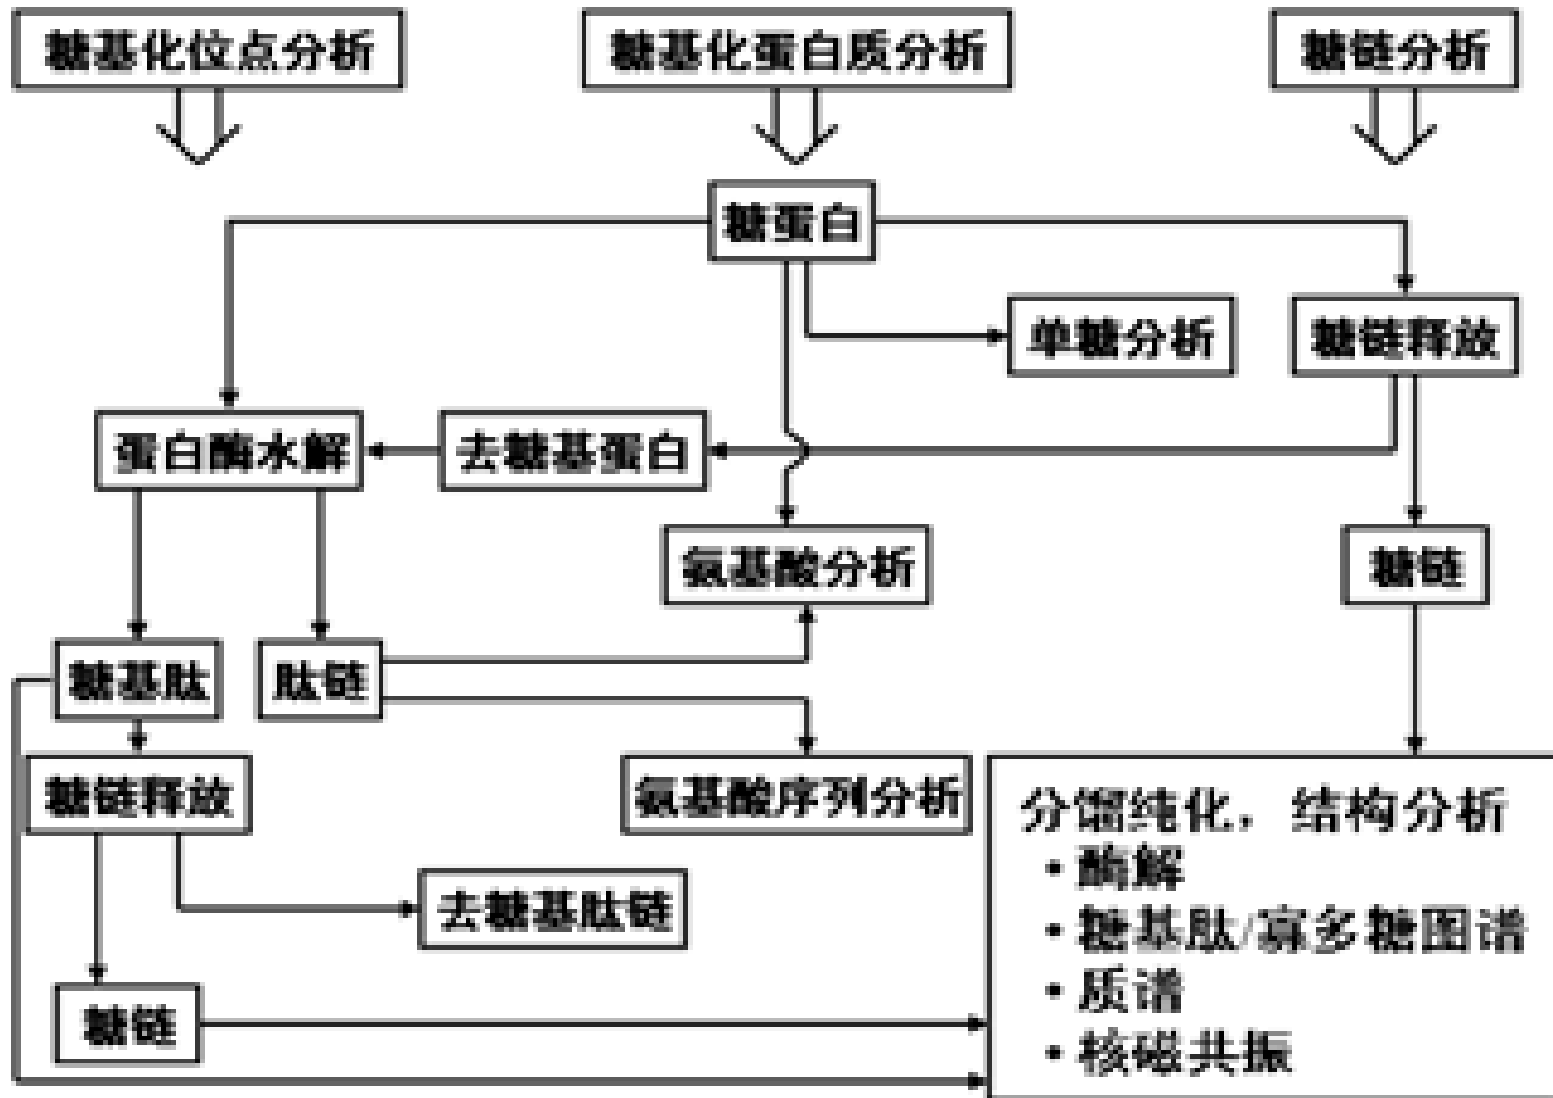 糖基化位点分析
糖基化蛋白质分析
糖链分析
糖蛋白
单糖分析
糖链释放
蛋白酶水解
去糖基蛋白
氨基酸分析
糖链
糖基肽
肽链
糖链释放
氨基酸序列分析
分馏纯化，结构分析
·酶解
·糖基肽/寡多糖图谱
·质谱
·核磁共振
去糖基肽链
糖链